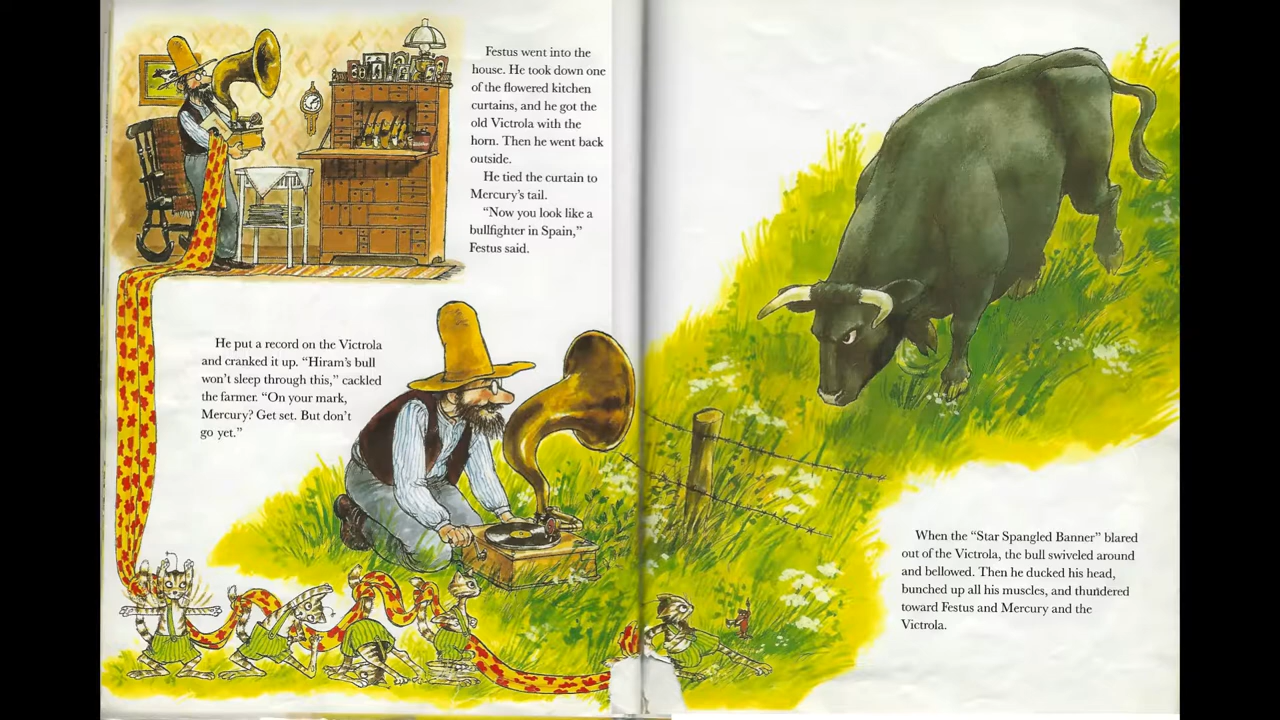 Festus went into the
house. He took down one
of the flowered kitchen
curtains, and he got the
old Victrola with the
horn. Then he went back
outside.
He tied the curtain to
Mercury’s tail.
“Now you look like a
bullfighter in Spain,”
Festus said.
He put a record on the Victrola
and cranked it up. “Hiram’s bull
won’t sleep through this,” cackled
the farmer. “On your mark,
Mercury? Get set. But don’t
go yet.”
When the “Star Spangled Banner” blared
out of the Victrola, the bull swiveled around
and bellowed. Then he ducked his head,
bunched up all his muscles, and thundered
toward Festus and Mercury and the
Victrola.